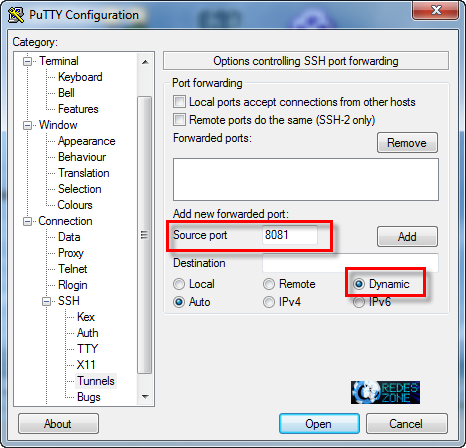 PuTTY Configuration
Category:
Terminal
Keyboard
Bell
Features
Window
Appearance
Behaviour
Translation
Selection
Colours
Connection
Data
Proxy
Telnet
Rlogin
SSH
Kex
Auth
TTY
X11
Tunnels
Bugs
Options controlling SSH port forwarding
Port forwarding
Local ports accept connections from other hosts
Remote ports do the same (SSH-2 only)
Forwarded ports:
Remove
Add new forwarded port:
Source port 8081 Add
Destination
Local Remote Dynamic
Auto IPv4 IPv6
REDES
ZONE
About Open Cancel